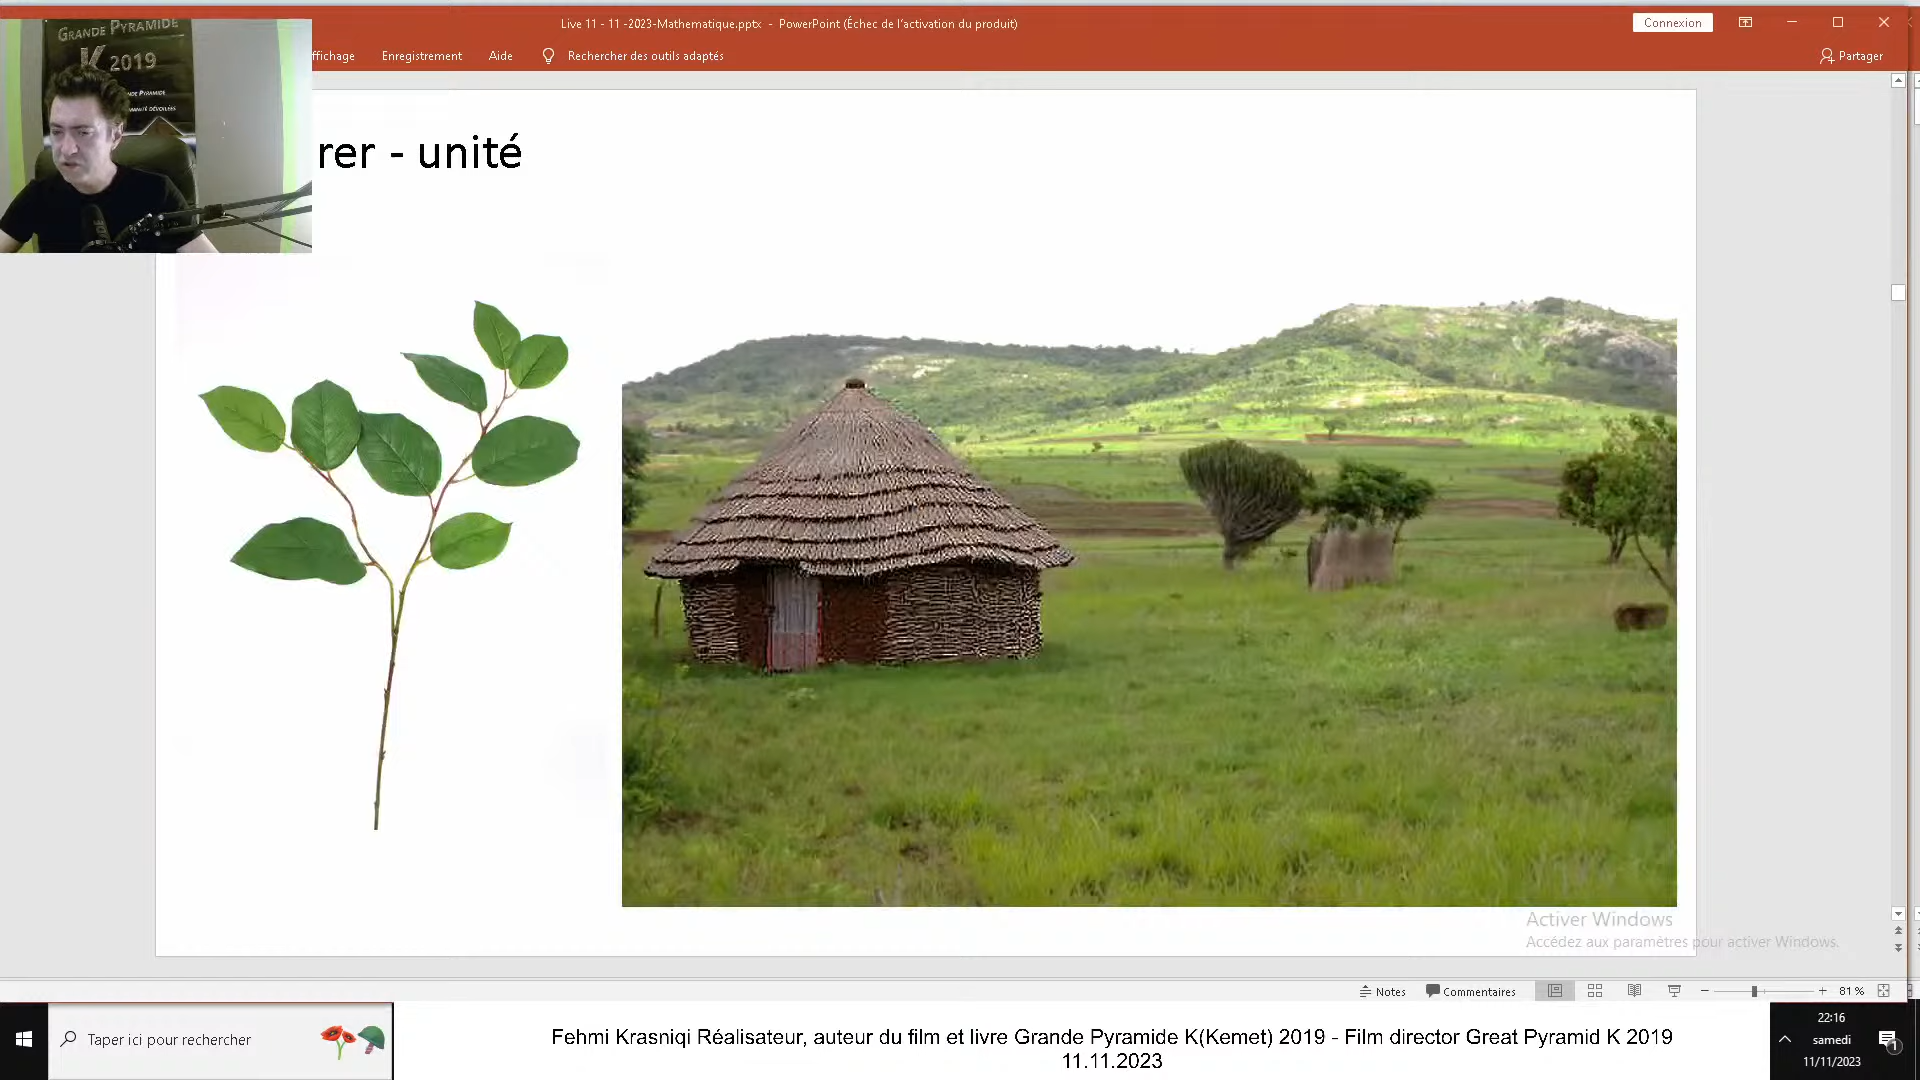 Live 11 - 11 -2023-Mathematique.pptx - PowerPoint (Échec de l'activation du produit)
Connexion
GRANDE PYRAMIDE
K 2019
ffichage
Enregistrement
Aide
Rechercher des outils adaptés
Partager
rer - unité
Activer Windows
Accédez aux paramètres pour activer Windows.
Notes
Commentaires
81 %
Taper ici pour rechercher
Fehmi Krasniqi Réalisateur, auteur du film et livre Grande Pyramide K(Kemet) 2019 - Film director Great Pyramid K 2019
11.11.2023
22:16
samedi
11/11/2023
1